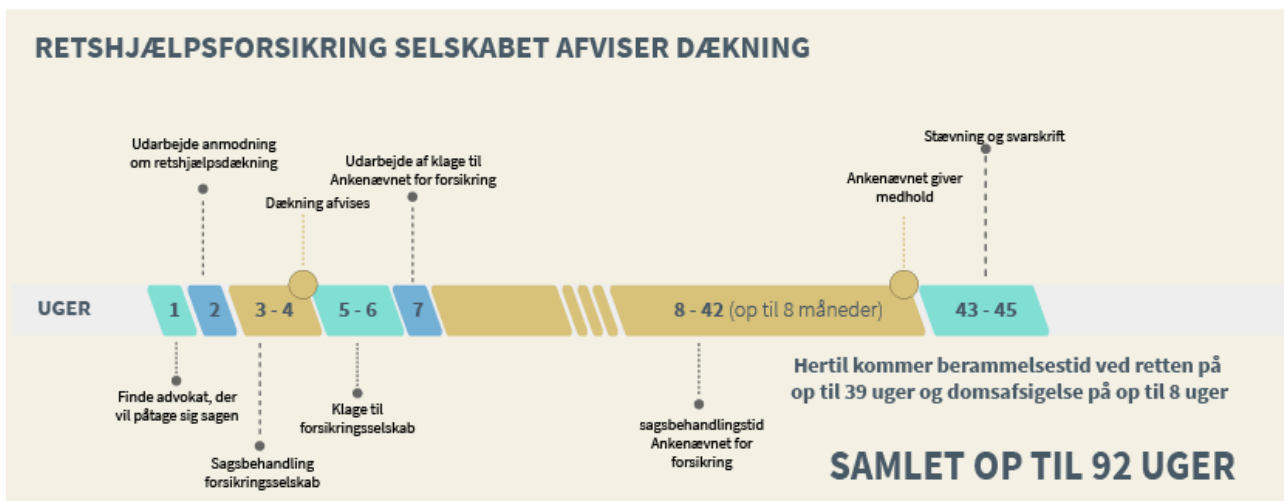 RETSHJÆLPSFORSIKRING SELSKABET AFVISER DÆKNING
Udarbejde anmodning
om retshjælpsdækning
Dækning afvises
Udarbejde af klage til
Ankenævnet for forsikring
Ankenævnet giver
medhold
Stævning og svarskrift
UGER
1
2
3 - 4
5 - 6
7
8 - 42 (op til 8 måneder)
43 - 45
Finde advokat, der
vil påtage sig sagen
Sagsbehandling
forsikringsselskab
Klage til
forsikringsselskab
sagsbehandlingstid
Ankenævnet for
forsikring
Hertil kommer berammelsestid ved retten på
op til 39 uger og domsafsigelse på op til 8 uger
SAMLET OP TIL 92 UGER